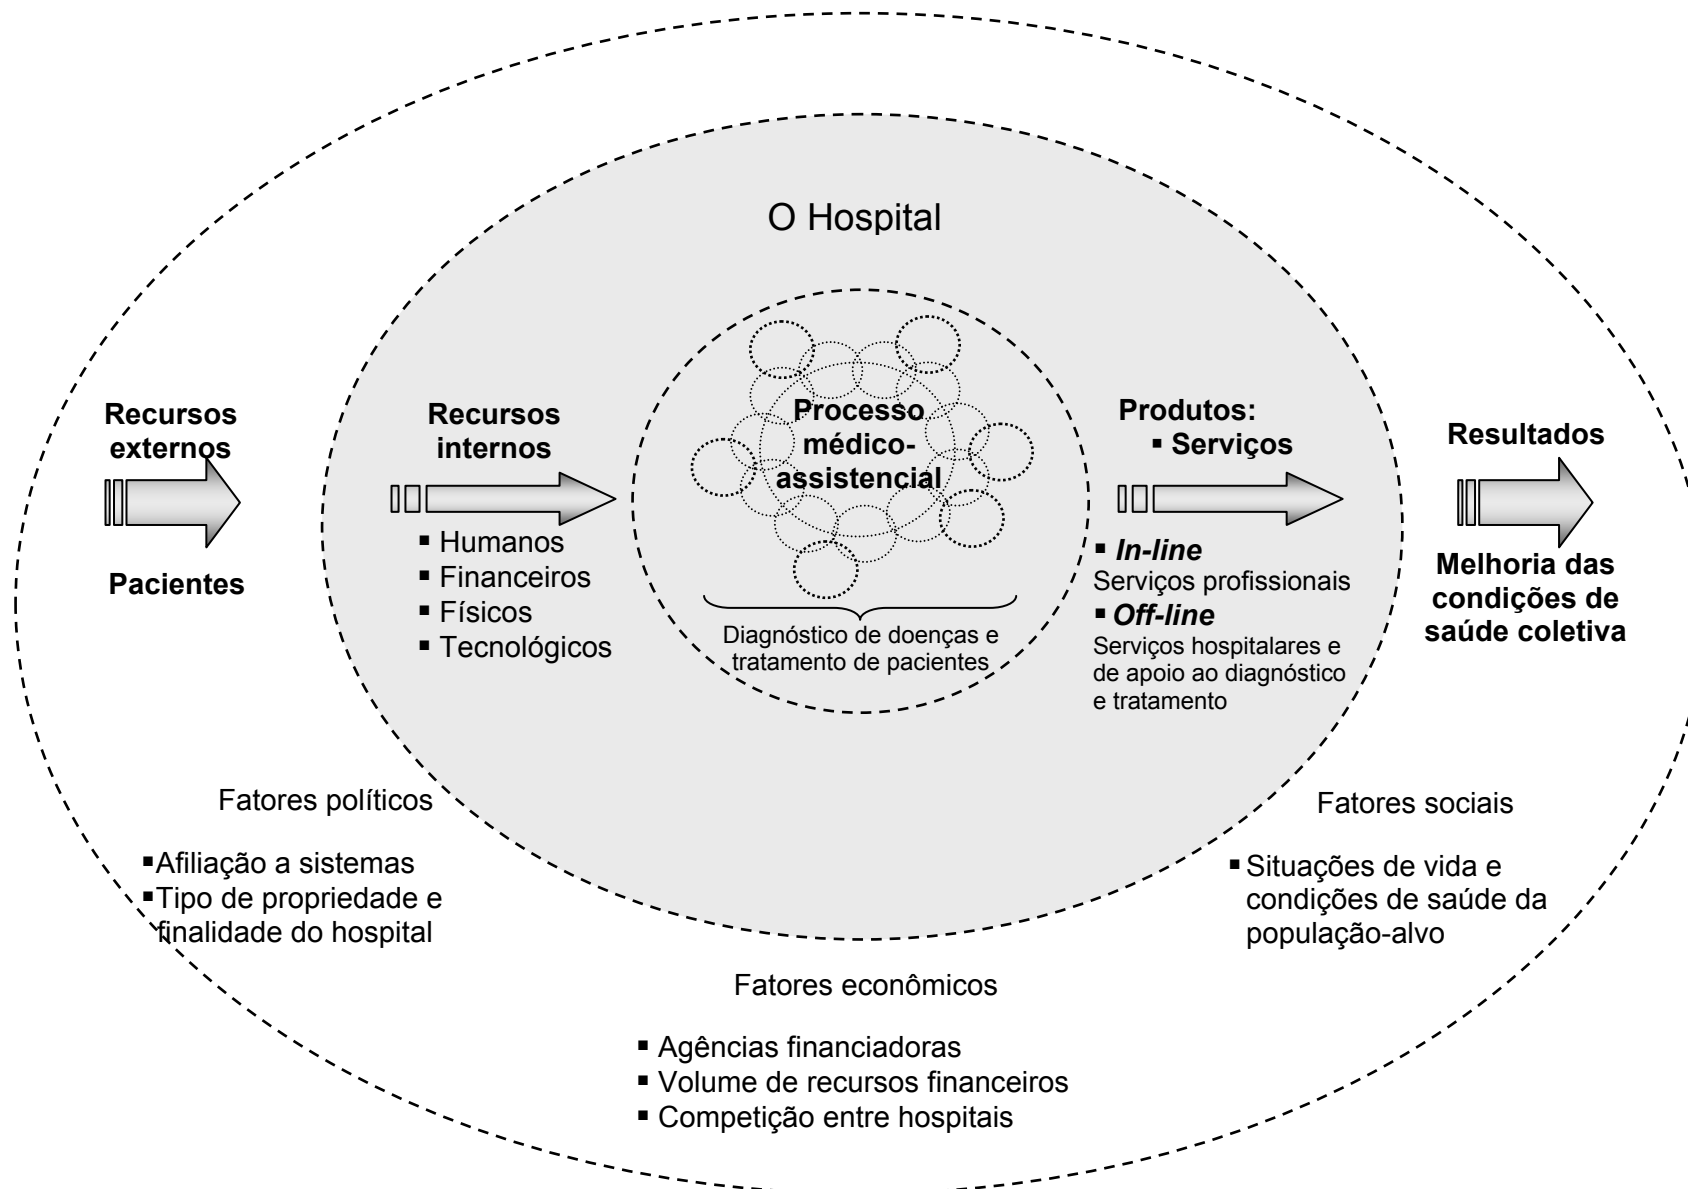 O Hospital
Recursos
externos
Pacientes
Recursos
internos
▪ Humanos
▪ Financeiros
▪ Físicos
▪ Tecnológicos
Processo
médico-
assistencial
Diagnóstico de doenças e
tratamento de pacientes
Produtos:
▪ Serviços
▪ In-line
Serviços profissionais
▪ Off-line
Serviços hospitalares e
de apoio ao diagnóstico
e tratamento
Resultados
Melhoria das
condições de
saúde coletiva
Fatores políticos
▪Afiliação a sistemas
▪Tipo de propriedade e
finalidade do hospital
Fatores econômicos
▪ Agências financiadoras
▪ Volume de recursos financeiros
▪ Competição entre hospitais
Fatores sociais
▪ Situações de vida e
condições de saúde da
população-alvo